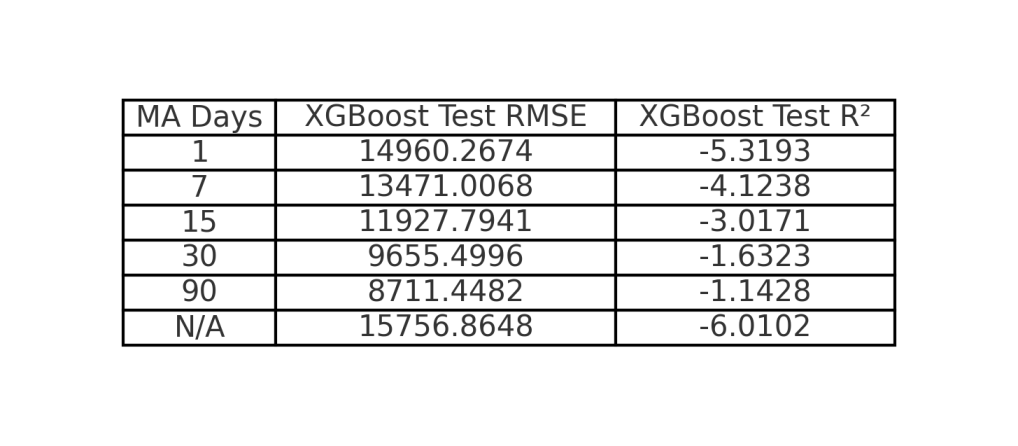 MA Days XGBoost Test RMSE XGBoost Test R²
1 14960.2674 -5.3193
7 13471.0068 -4.1238
15 11927.7941 -3.0171
30 9655.4996 -1.6323
90 8711.4482 -1.1428
N/A 15756.8648 -6.0102